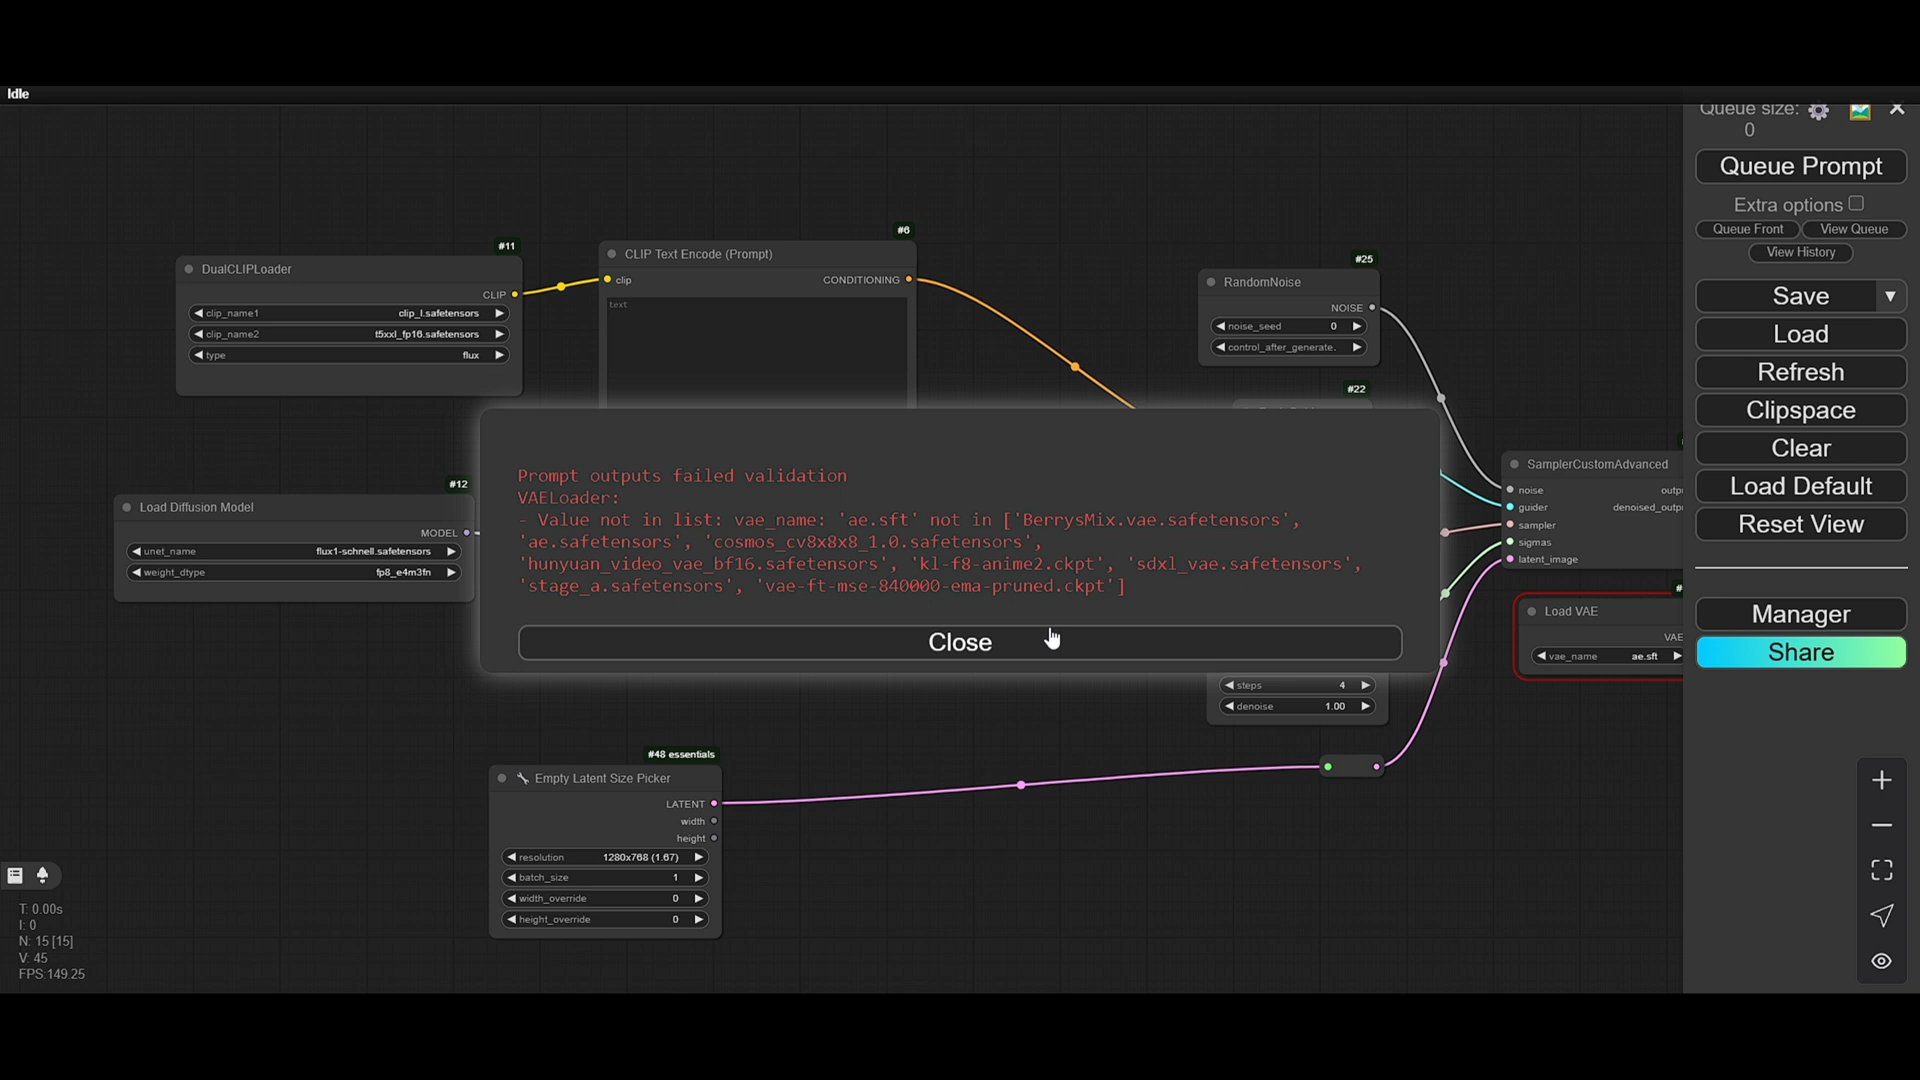 Idle
Queue size:
0
Queue Prompt
Extra options
Queue Front View Queue
View History
Save ▼
Load
Refresh
Clipspace
Clear
Load Default
Reset View
Manager
Share
#11
DualCLIPLoader
CLIP
clip_name1 clip_l.safetensors
clip_name2 t5xxl_fp16.safetensors
type flux
#6
CLIP Text Encode (Prompt)
clip CONDITIONING
text
#25
RandomNoise
NOISE
noise_seed 0
control_after_generate.
#22
#12
Load Diffusion Model
MODEL
unet_name flux1-schnell.safetensors
weight_dtype fp8_e4m3fn
Prompt outputs failed validation
VAELoader:
- Value not in list: vae_name: 'ae.sft' not in ['BerrysMix.vae.safetensors',
'ae.safetensors', 'cosmos_cv8x8x8_1.0.safetensors',
'hunyuan_video_vae_bf16.safetensors', 'kl-f8-anime2.ckpt', 'sdxl_vae.safetensors',
'stage_a.safetensors', 'vae-ft-mse-840000-ema-pruned.ckpt']
Close
SamplerCustomAdvanced
noise outpu
guider denoised_outpu
sampler
sigmas
latent_image
#
Load VAE
VAE
vae_name ae.sft
steps 4
denoise 1.00
#48 essentials
Empty Latent Size Picker
LATENT
width
height
resolution 1280x768 (1.67)
batch_size 1
width_override 0
height_override 0
T: 0.00s
I: 0
N: 15 [15]
V: 45
FPS:149.25